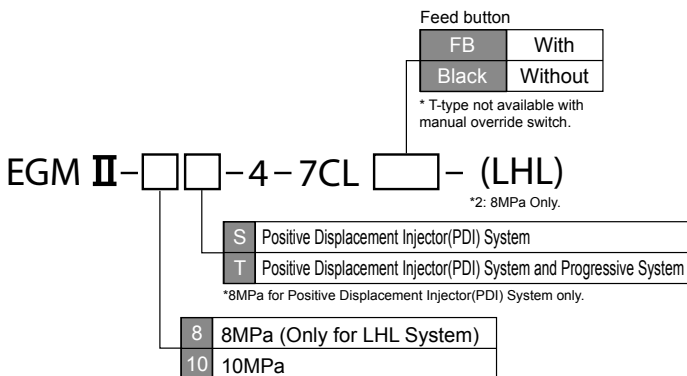 Feed button
FB With
Black Without
* T-type not available with
manual override switch.
EGM Ⅱ-□ □-4-7CL □- (LHL)
*2: 8MPa Only.
S Positive Displacement Injector(PDI) System
T Positive Displacement Injector(PDI) System and Progressive System
*8MPa for Positive Displacement Injector(PDI) System only.
8 8MPa (Only for LHL System)
10 10MPa